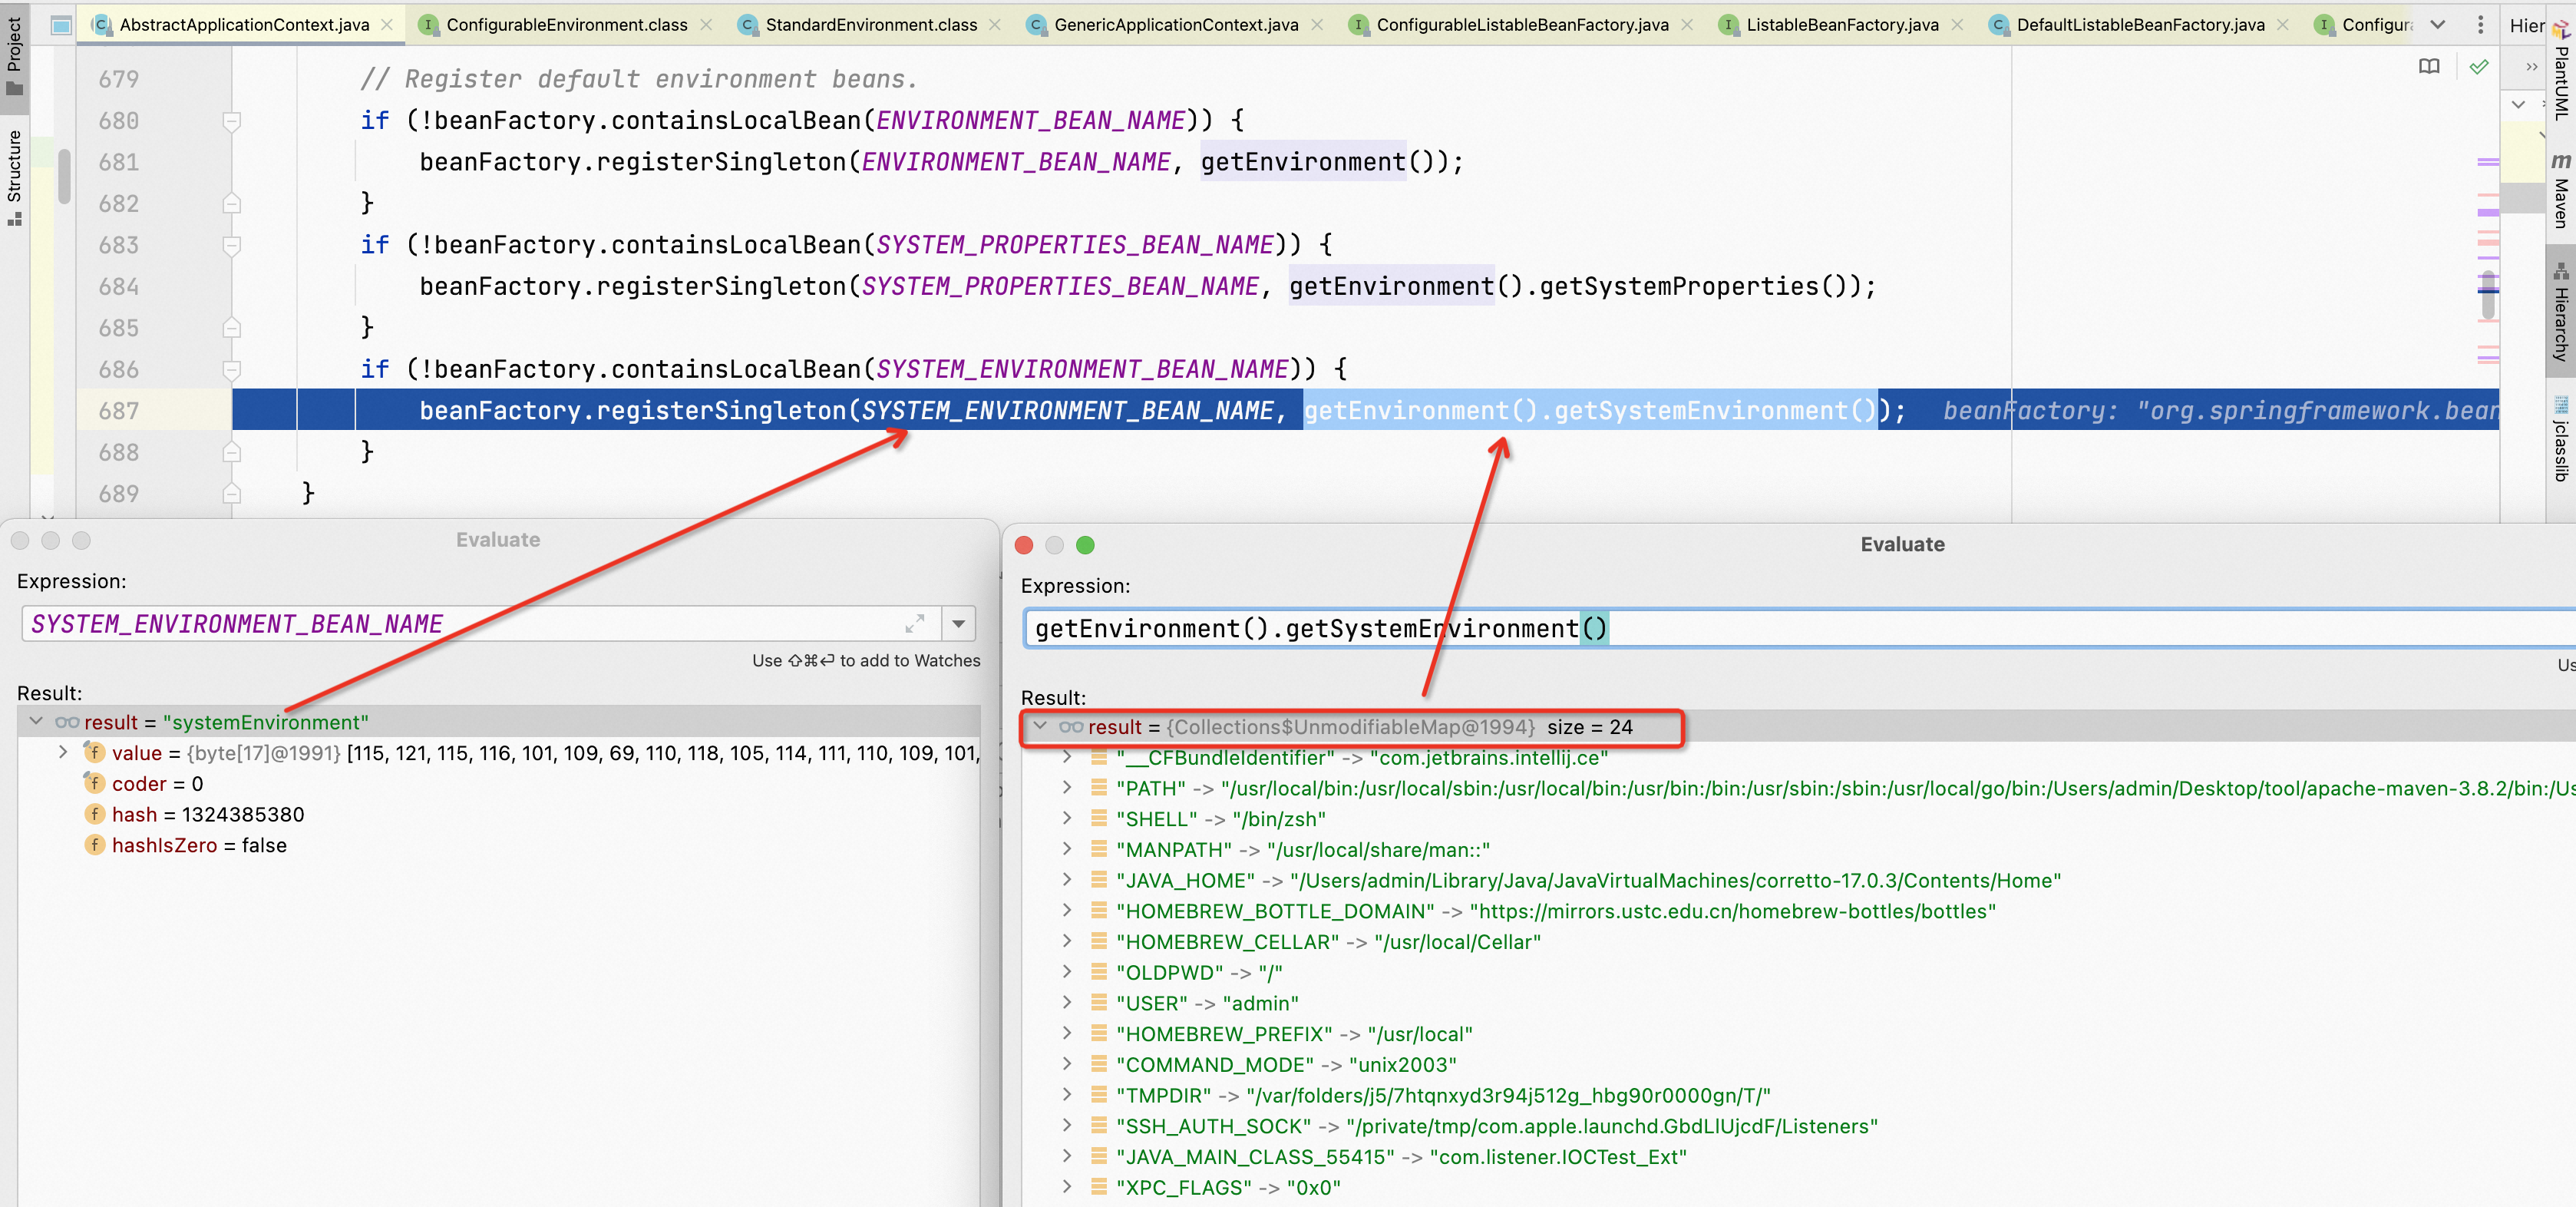 Project
Structure
AbstractApplicationContext.java
ConfigurableEnvironment.class
StandardEnvironment.class
GenericApplicationContext.java
ConfigurableListableBeanFactory.java
ListableBeanFactory.java
DefaultListableBeanFactory.java
Configura
Hier
PlantUML
Maven
Hierarchy
jclasslib
679 // Register default environment beans.
680 if (!beanFactory.containsLocalBean(ENVIRONMENT_BEAN_NAME)) {
681 beanFactory.registerSingleton(ENVIRONMENT_BEAN_NAME, getEnvironment());
682 }
683 if (!beanFactory.containsLocalBean(SYSTEM_PROPERTIES_BEAN_NAME)) {
684 beanFactory.registerSingleton(SYSTEM_PROPERTIES_BEAN_NAME, getEnvironment().getSystemProperties());
685 }
686 if (!beanFactory.containsLocalBean(SYSTEM_ENVIRONMENT_BEAN_NAME)) {
687 beanFactory.registerSingleton(SYSTEM_ENVIRONMENT_BEAN_NAME, getEnvironment().getSystemEnvironment()); beanFactory: "org.springframework.bean
688 }
689 }
Evaluate
Expression:
SYSTEM_ENVIRONMENT_BEAN_NAME
Use ⇧⌘⏎ to add to Watches
Result:
result = "systemEnvironment"
value = {byte[17]@1991} [115, 121, 115, 116, 101, 109, 69, 110, 118, 105, 114, 111, 110, 109, 101,
coder = 0
hash = 1324385380
hashIsZero = false
Evaluate
Expression:
getEnvironment().getSystemEnvironment()
Us
Result:
result = {Collections$UnmodifiableMap@1994} size = 24
"__CFBundleIdentifier" -> "com.jetbrains.intellij.ce"
"PATH" -> "/usr/local/bin:/usr/local/sbin:/usr/local/bin:/usr/bin:/bin:/usr/sbin:/sbin:/usr/local/go/bin:/Users/admin/Desktop/tool/apache-maven-3.8.2/bin:/Us
"SHELL" -> "/bin/zsh"
"MANPATH" -> "/usr/local/share/man::"
"JAVA_HOME" -> "/Users/admin/Library/Java/JavaVirtualMachines/corretto-17.0.3/Contents/Home"
"HOMEBREW_BOTTLE_DOMAIN" -> "https://mirrors.ustc.edu.cn/homebrew-bottles/bottles"
"HOMEBREW_CELLAR" -> "/usr/local/Cellar"
"OLDPWD" -> "/"
"USER" -> "admin"
"HOMEBREW_PREFIX" -> "/usr/local"
"COMMAND_MODE" -> "unix2003"
"TMPDIR" -> "/var/folders/j5/7htqnxyd3r94j512g_hbg90r0000gn/T/"
"SSH_AUTH_SOCK" -> "/private/tmp/com.apple.launchd.GbdLlUjcdF/Listeners"
"JAVA_MAIN_CLASS_55415" -> "com.listener.IOCTest_Ext"
"XPC_FLAGS" -> "0x0"